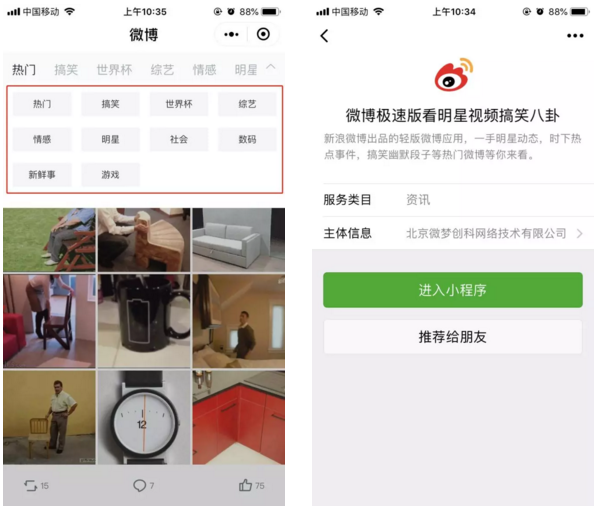 中国移动 上午10:35 88%
微博
热门 搞笑 世界杯 综艺 情感 明星
热门 搞笑 世界杯 综艺
情感 明星 社会 数码
新鲜事 游戏
12
15 7 75
中国移动 上午10:34 88%
微博极速版看明星视频搞笑八卦
新浪微博出品的轻版微博应用，一手明星动态，时下热
点事件，搞笑幽默段子等热门微博等你来看。
服务类目 资讯
主体信息 北京微梦创科网络技术有限公司
进入小程序
推荐给朋友